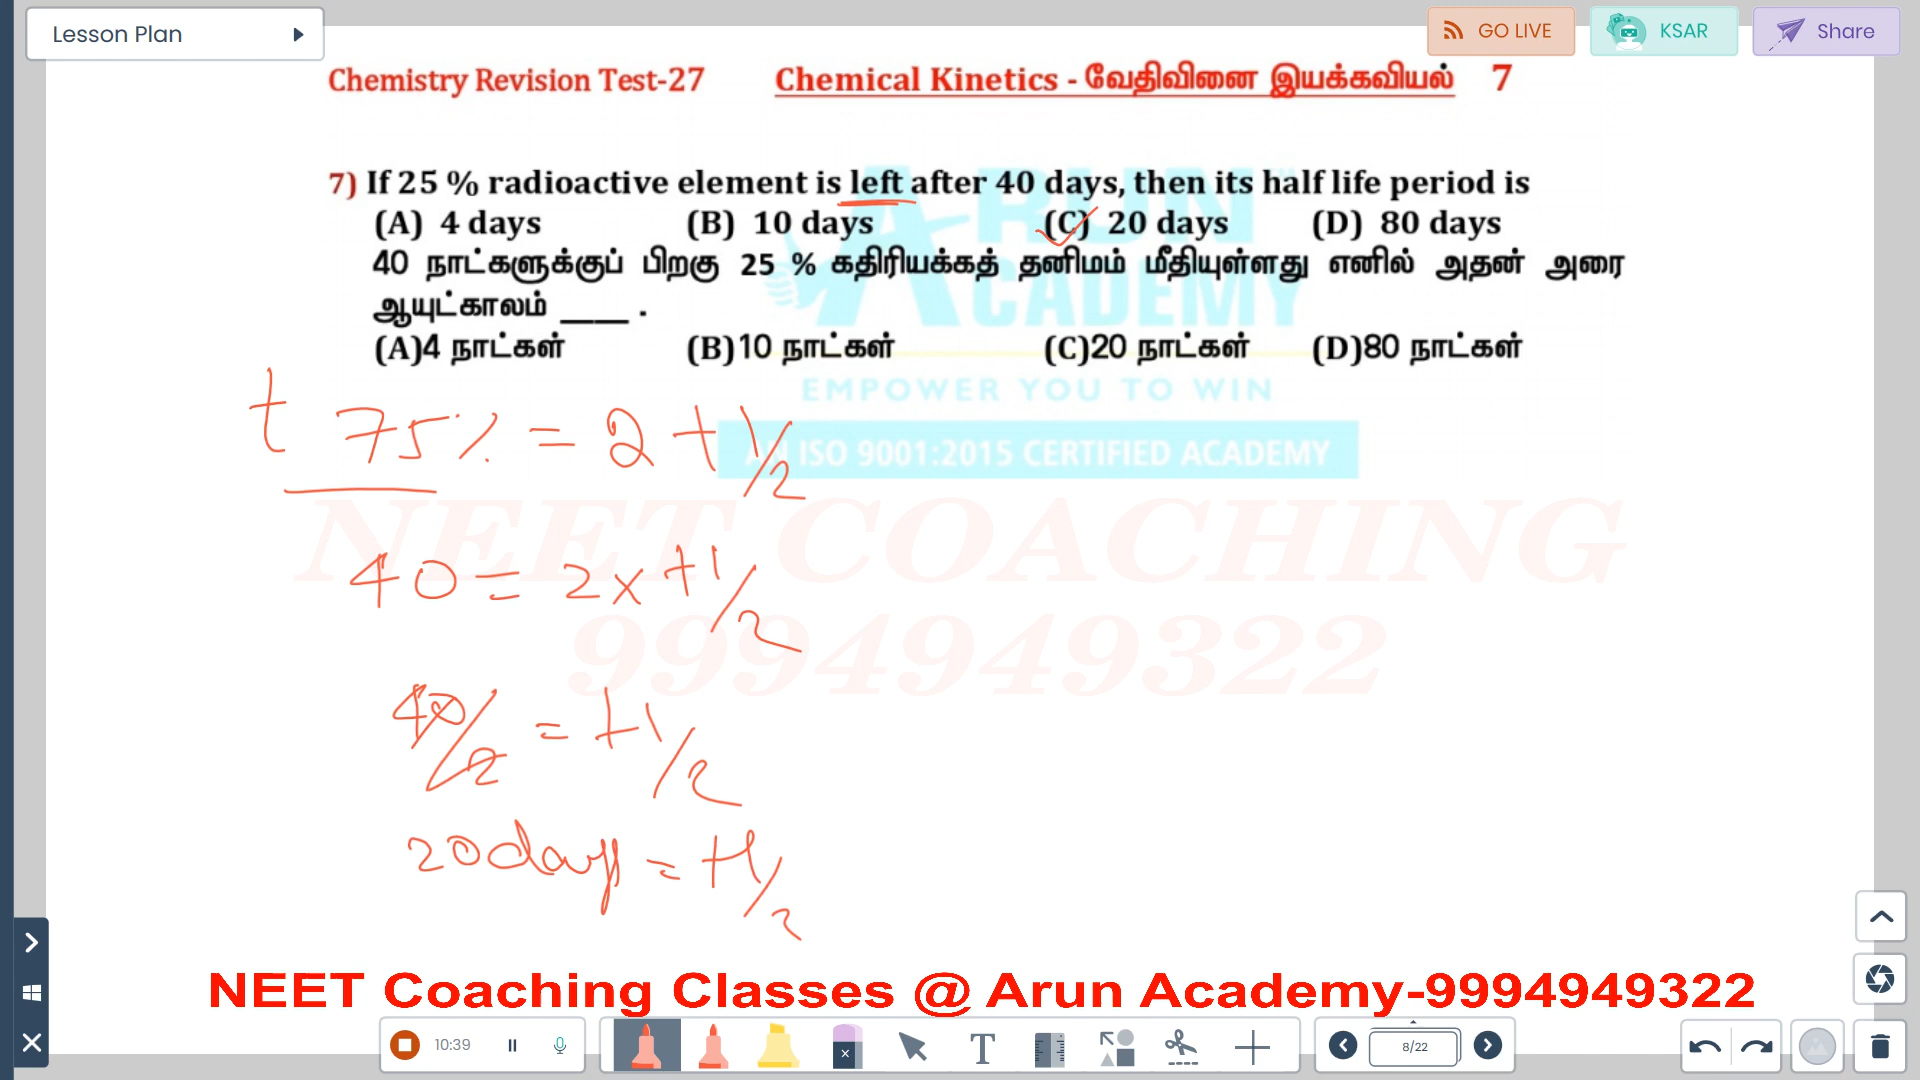 Lesson Plan
GO LIVE
KSAR
Share
Chemistry Revision Test-27 Chemical Kinetics - வேதிவினை இயக்கவியல் 7
7) If 25 % radioactive element is left after 40 days, then its half life period is
(A) 4 days (B) 10 days (C) 20 days (D) 80 days
40 நாட்களுக்குப் பிறகு 25 % கதிரியக்கத் தனிமம் மீதியுள்ளது எனில் அதன் அரை
ஆயுட்காலம் ____ .
(A)4 நாட்கள் (B)10 நாட்கள் (C)20 நாட்கள் (D)80 நாட்கள்
ARUN
ACADEMY
EMPOWER YOU TO WIN
AN ISO 9001:2015 CERTIFIED ACADEMY
t 75% = 2 t 1/2
NEET COACHING
40 = 2 x t 1/2
9994949322
40/2 = t 1/2
20 days = t 1/2
NEET Coaching Classes @ Arun Academy-9994949322
10:39
T
8/22